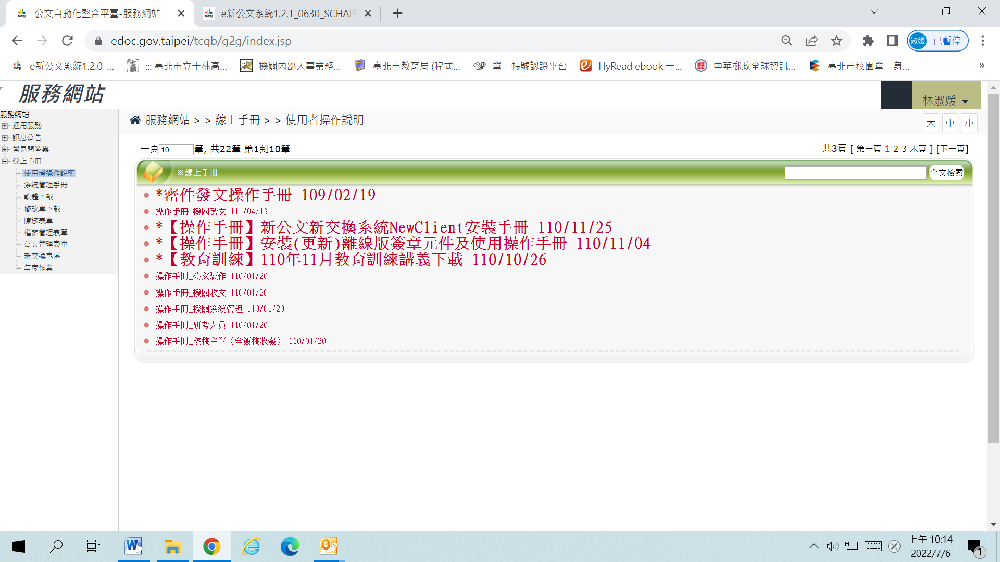 公文自動化整合平臺-服務網站
e新公文系統1.2.1_0630_SCHAP
edoc.gov.taipei/tcqb/g2g/index.jsp
淑媛 已暫停
e新公文系統1.2.0_...
::: 臺北市立士林高...
機關內部人事業務...
臺北市教育局 (程式...
單一帳號認證平台
HyRead ebook 士...
中華郵政全球資訊...
臺北市校園單一身...
»
服務網站
林淑媛
服務網站
通用服務
訊息公告
常見問答集
線上手冊
使用者操作說明
系統管理手冊
軟體下載
修改單下載
陳核表單
檔案管理表單
公文管理表單
新交換專區
年度作業
服務網站 > > 線上手冊 > > 使用者操作說明
大 中 小
一頁 10 筆, 共22筆 第1到10筆
共3頁 [ 第一頁 1 2 3 末頁 ] [下一頁]
※線上手冊
全文檢索
*密件發文操作手冊 109/02/19
操作手冊_機關發文 111/04/13
*【操作手冊】新公文新交換系統NewClient安裝手冊 110/11/25
*【操作手冊】安裝(更新)離線版簽章元件及使用操作手冊 110/11/04
*【教育訓練】110年11月教育訓練講義下載 110/10/26
操作手冊_公文製作 110/01/20
操作手冊_機關收文 110/01/20
操作手冊_機關系統管理 110/01/20
操作手冊_研考人員 110/01/20
操作手冊_核稿主管（含簽稿收發） 110/01/20
上午 10:14
2022/7/6
1